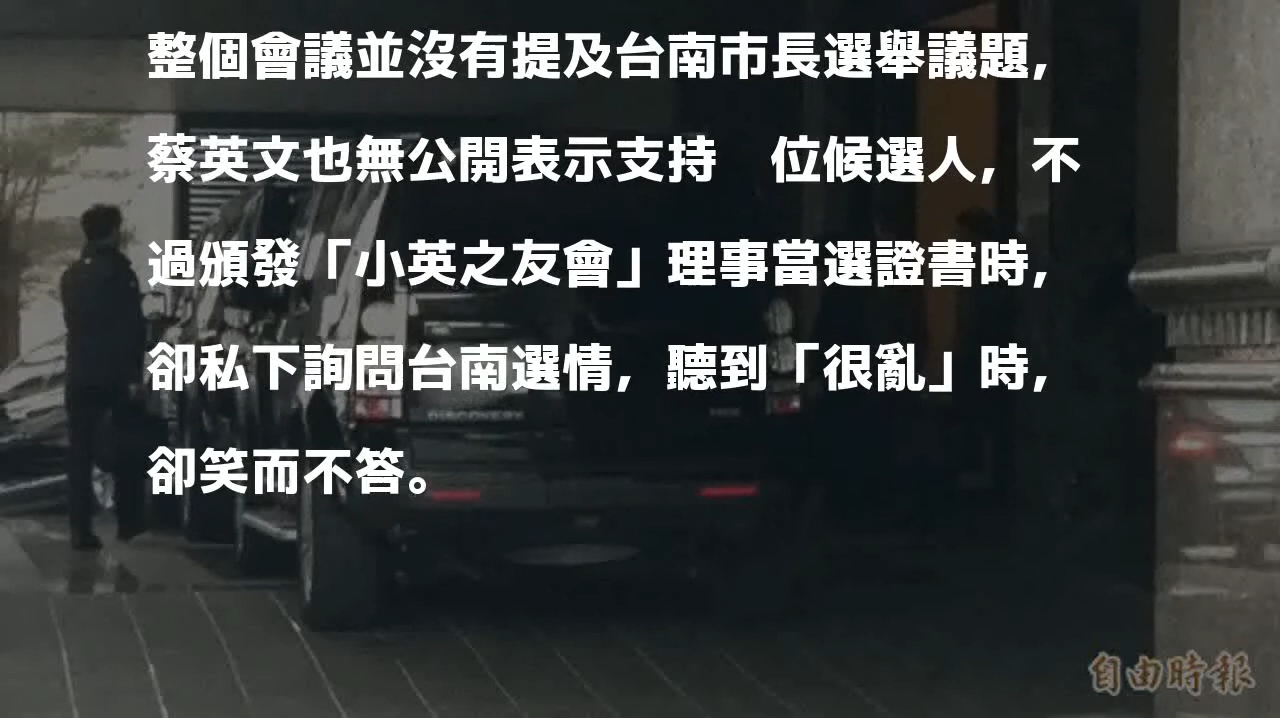 整個會議並沒有提及台南市長選舉議題，
蔡英文也無公開表示支持　位候選人，不
過頒發「小英之友會」理事當選證書時，
卻私下詢問台南選情，聽到「很亂」時，
卻笑而不答。
DISCOVERY
自由時報